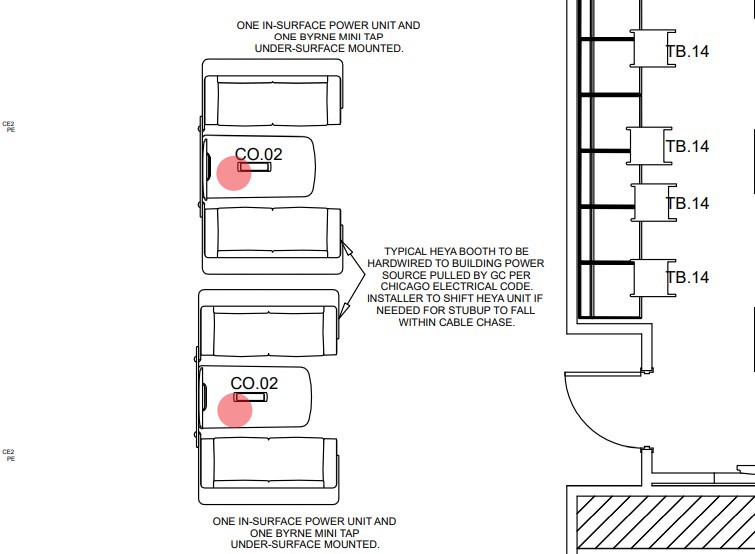 ONE IN-SURFACE POWER UNIT AND
ONE BYRNE MINI TAP
UNDER-SURFACE MOUNTED.
TB.14
CE2
PE
CO.02
TB.14
TB.14
TYPICAL HEYA BOOTH TO BE
HARDWIRED TO BUILDING POWER
SOURCE PULLED BY GC PER
CHICAGO ELECTRICAL CODE.
INSTALLER TO SHIFT HEYA UNIT IF
NEEDED FOR STUBUP TO FALL
WITHIN CABLE CHASE.
TB.14
CO.02
CE2
PE
ONE IN-SURFACE POWER UNIT AND
ONE BYRNE MINI TAP
UNDER-SURFACE MOUNTED.